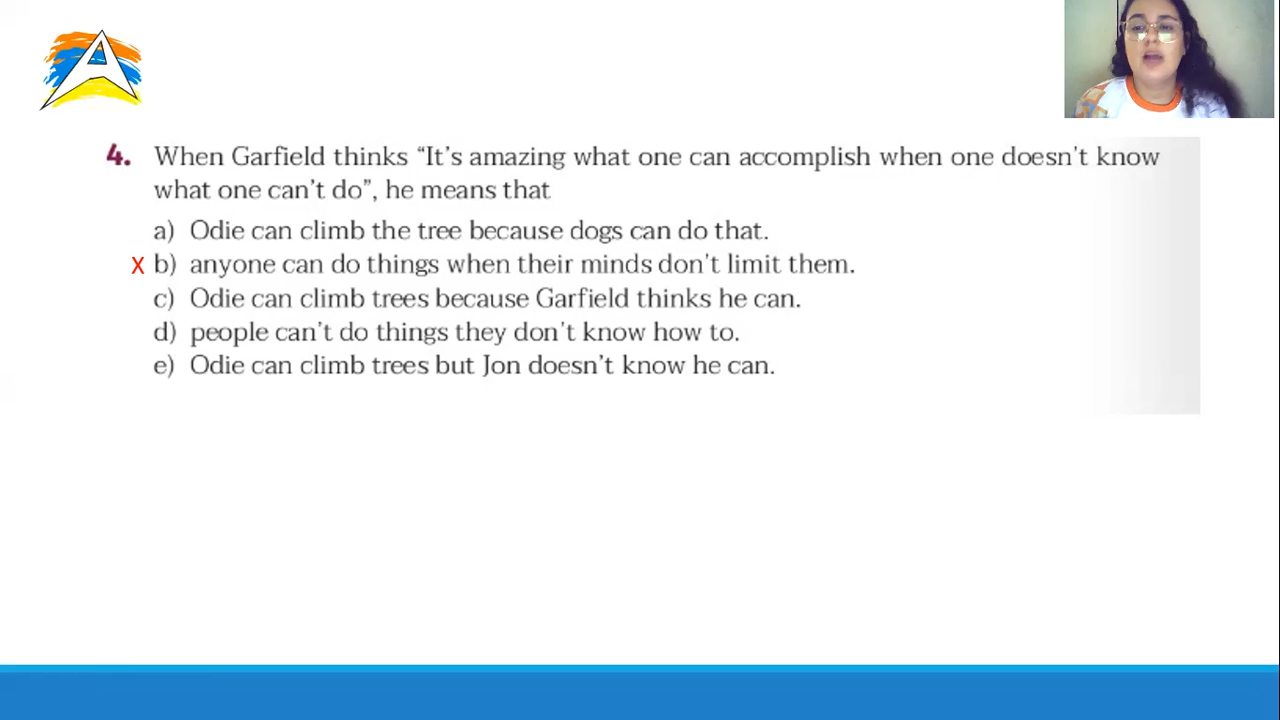 A
4. When Garfield thinks “It’s amazing what one can accomplish when one doesn't know
what one can’t do”, he means that
a) Odie can climb the tree because dogs can do that.
X b) anyone can do things when their minds don’t limit them.
c) Odie can climb trees because Garfield thinks he can.
d) people can’t do things they don't know how to.
e) Odie can climb trees but Jon doesn’t know he can.